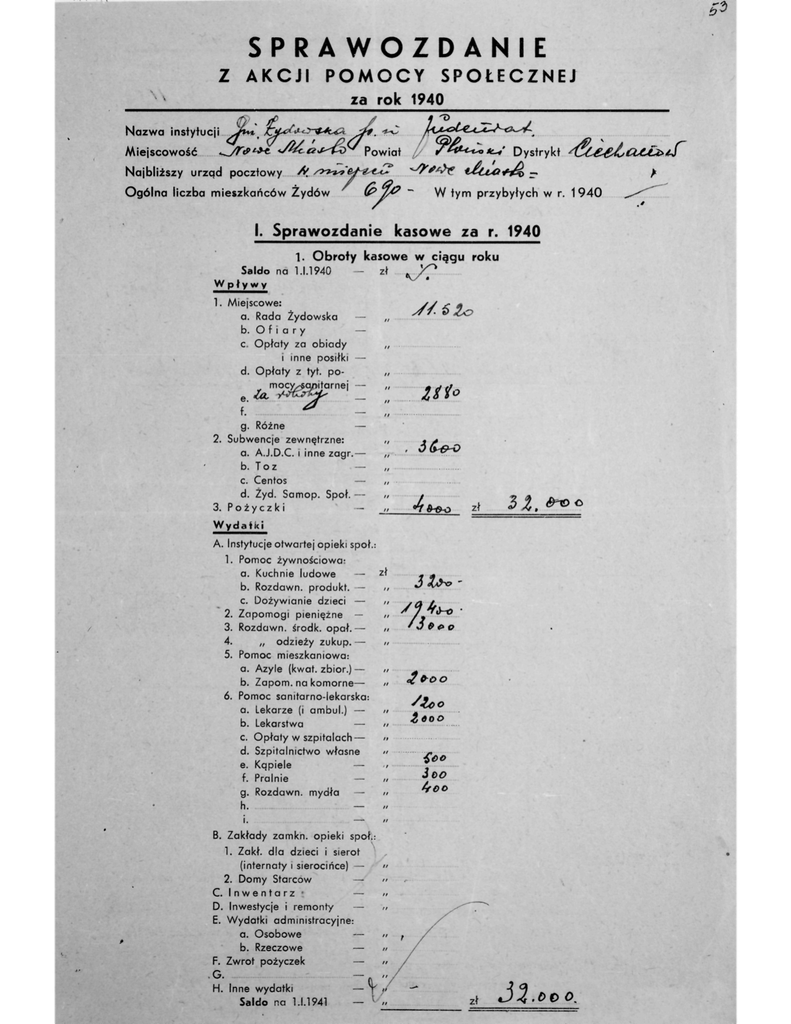 53
SPRAWOZDANIE
Z AKCJI POMOCY SPOŁECZNEJ
za rok 1940
Nazwa instytucji Gm. Żydowska Judenrat.
Miejscowość Nowe Miasto Powiat Płoński Dystrykt Ciechanów
Najbliższy urząd pocztowy w miejscu Nowe Miasto -
Ogólna liczba mieszkańców Żydów 690 - W tym przybyłych w r. 1940
I. Sprawozdanie kasowe za r. 1940
1. Obroty kasowe w ciągu roku
Saldo na 1.I.1940 — zł
Wpływy
1. Miejscowe:
a. Rada Żydowska — „ 11.520
b. Ofiary —
c. Opłaty za obiady „
i inne posiłki —
d. Opłaty z tyt. po- „
mocy sanitarnej — „
e. za — „ 2880
f. — „
g. Różne —
2. Subwencje zewnętrzne: „
a. A.J.D.C. i inne zagr.— „ 3600
b. Toz — „
c. Centos — „
d. Żyd. Samop. Społ.— „
3. Pożyczki — „ 4000 zł 32.000
Wydatki
A. Instytucje otwartej opieki społ.:
1. Pomoc żywnościowa:
a. Kuchnie ludowe — zł
b. Rozdawn. produkt. — „ 3200 -
c. Dożywianie dzieci — „
2. Zapomogi pieniężne — „ 19400 -
3. Rozdawn. środk. opał.— „ 3000
4. „ odzieży zukup.— „
5. Pomoc mieszkaniowa:
a. Azyle (kwat. zbior.)— „
b. Zapom. na komorne— „ 2000
6. Pomoc sanitarno-lekarska:
a. Lekarze (i ambul.) — „ 1200
b. Lekarstwa — „ 2000
c. Opłaty w szpitalach— „
d. Szpitalnictwo własne „
e. Kąpiele — „ 500
f. Pralnie — „ 300
g. Rozdawn. mydła — „ 400
h. — „
i. — „
B. Zakłady zamkn. opieki społ.:
1. Zakł. dla dzieci i sierot
(internaty i sierocińce) — „
2. Domy Starców — „
C. Inwentarz — „
D. Inwestycje i remonty — „
E. Wydatki administracyjne:
a. Osobowe — „
b. Rzeczowe — „
F. Zwrot pożyczek — „
G. — „
H. Inne wydatki — „ -
Saldo na 1.I.1941 — „ zł 32.000.